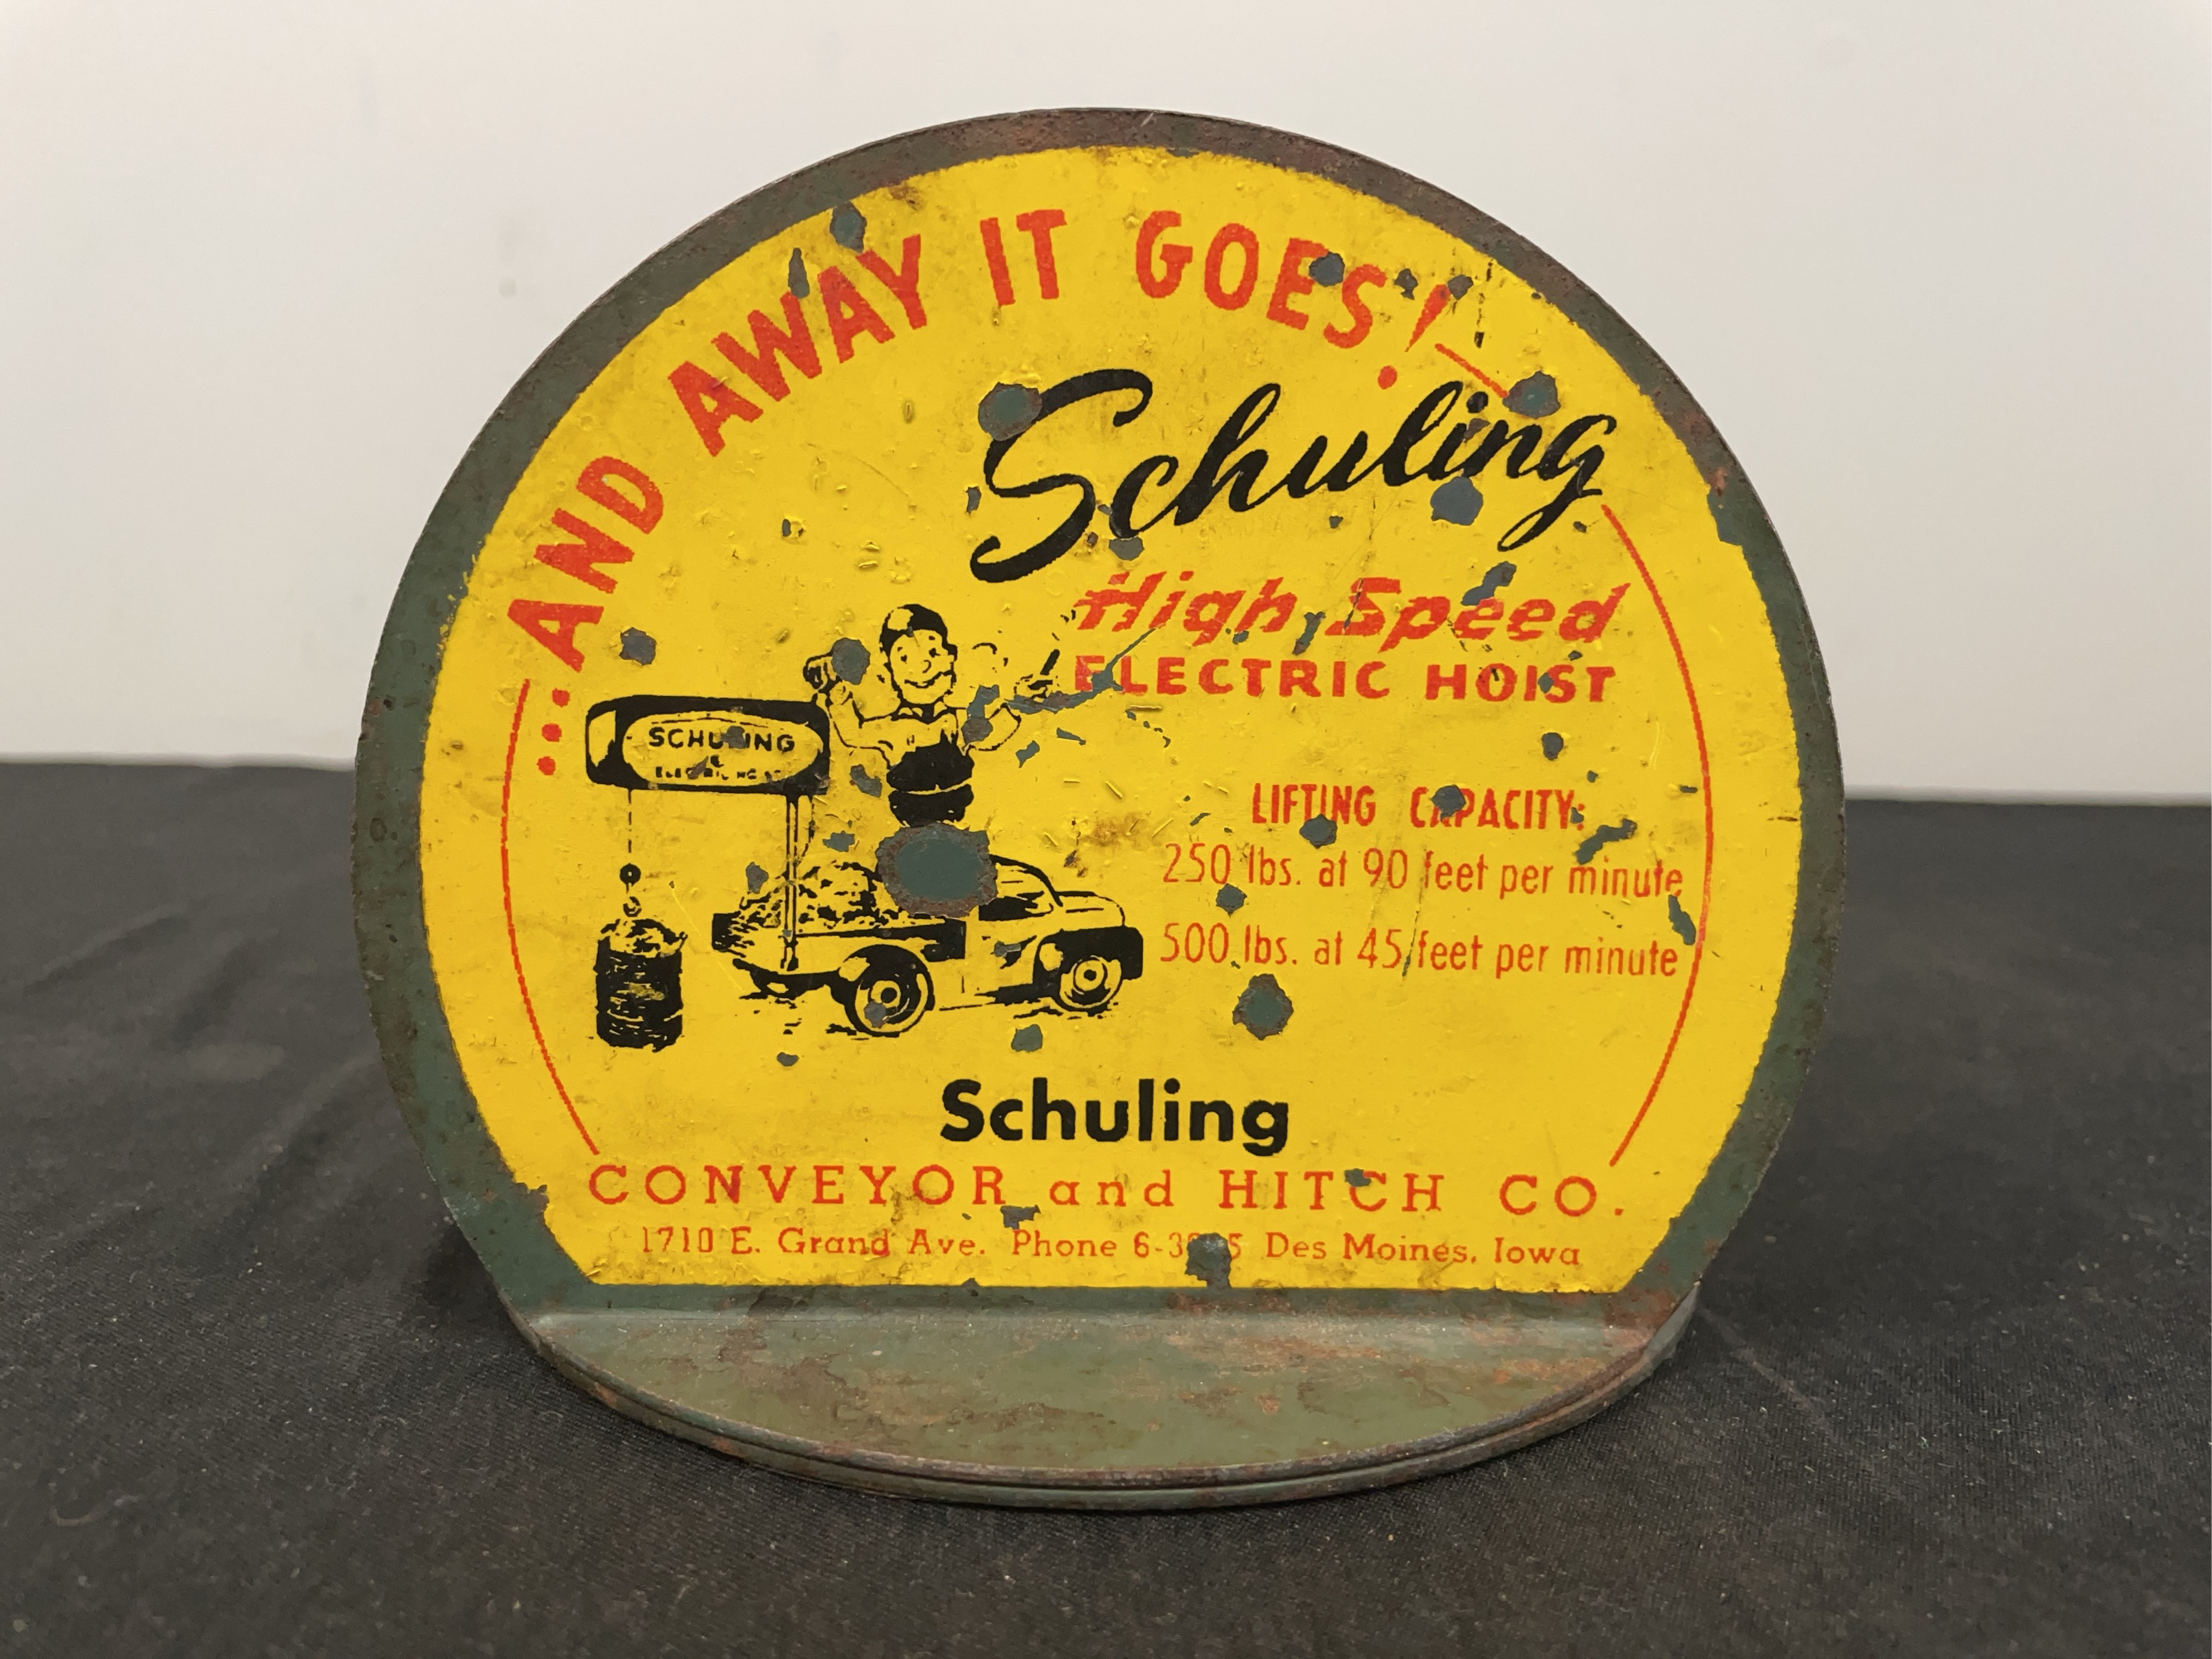 ...AND AWAY IT GOES!
Schuling
High Speed
ELECTRIC HOIST
SCHULING
LIFTING CAPACITY:
250 lbs. at 90 feet per minute
500 lbs. at 45 feet per minute
Schuling
CONVEYOR and HITCH CO.
1710 E. Grand Ave. Phone Des Moines, Iowa